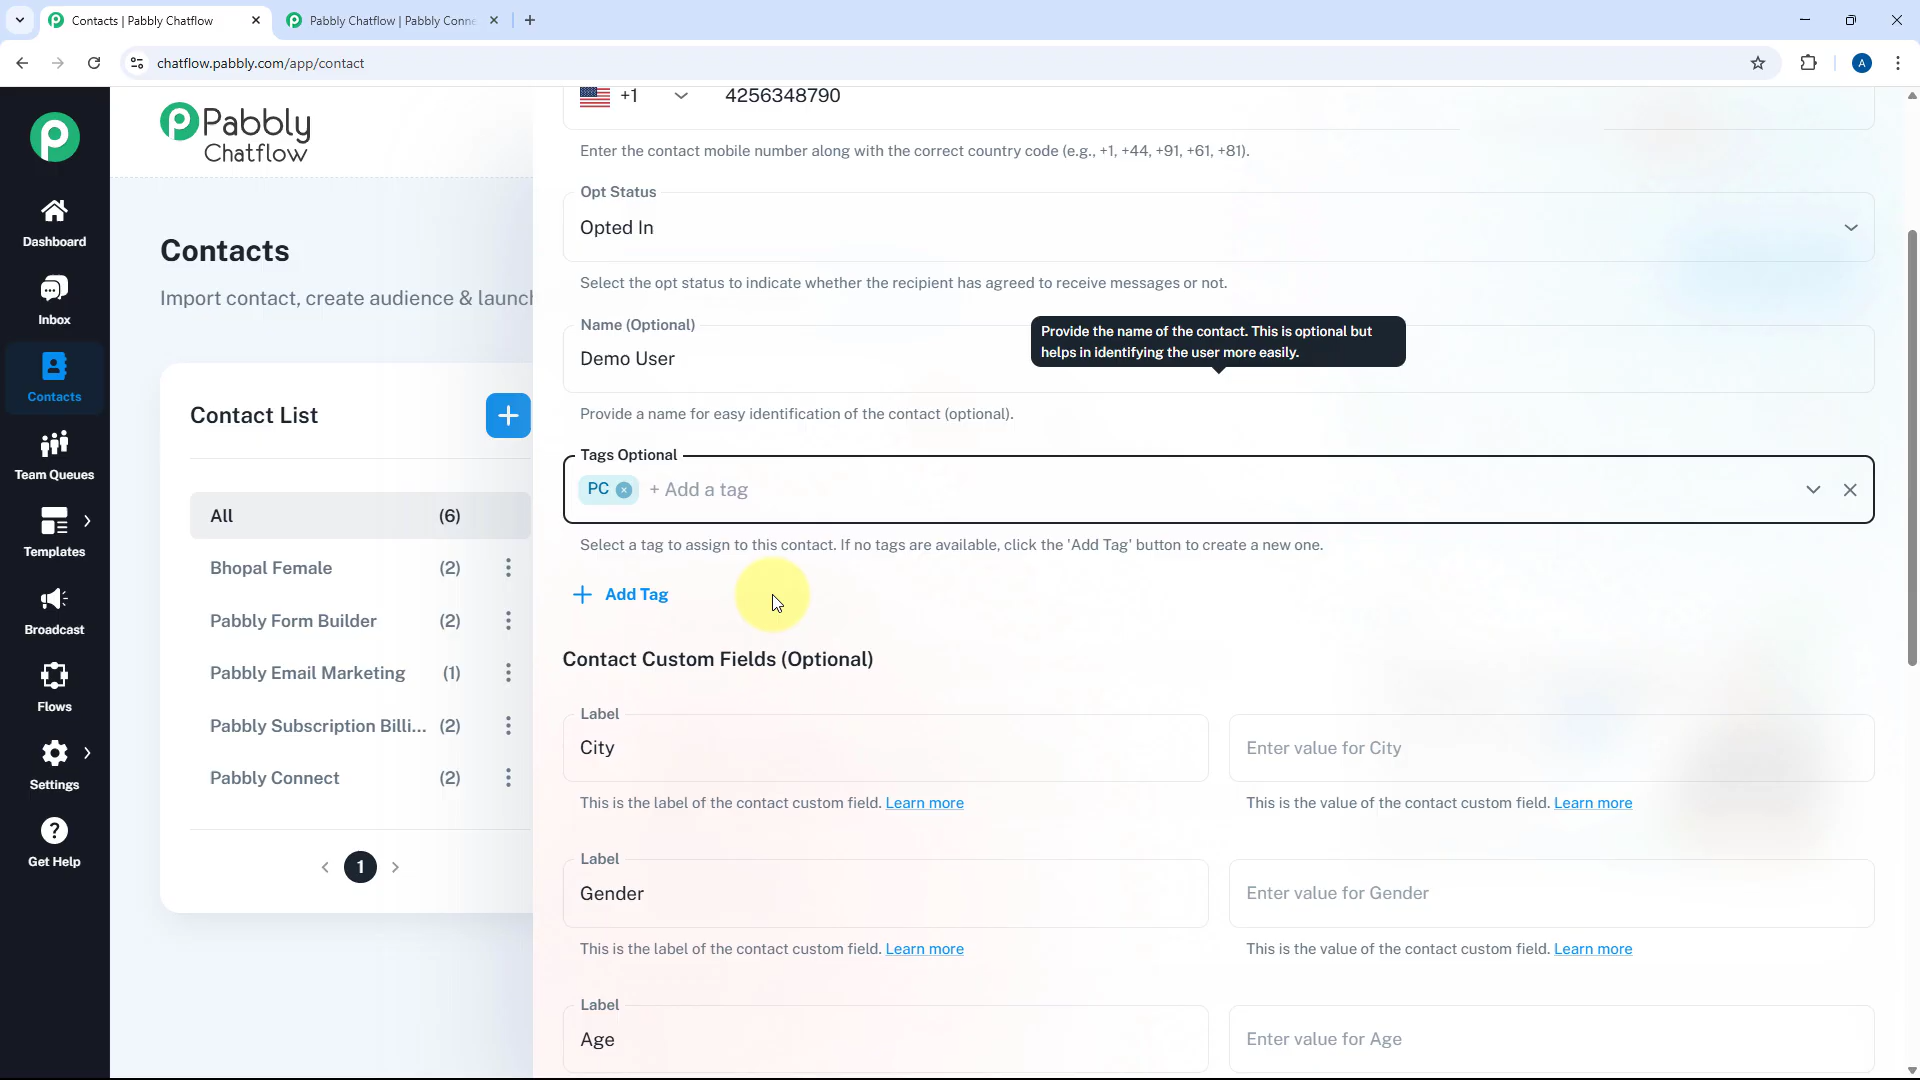 Contacts | Pabbly Chatflow
Pabbly Chatflow | Pabbly Conne
chatflow.pabbly.com/app/contact
A
Pabbly
Chatflow
Dashboard
Inbox
Contacts
Team Queues
Templates
Broadcast
Flows
Settings
Get Help
Contacts
Import contact, create audience & launch
Contact List
All (6)
Bhopal Female (2)
Pabbly Form Builder (2)
Pabbly Email Marketing (1)
Pabbly Subscription Billi... (2)
Pabbly Connect (2)
1
+1 4256348790
Enter the contact mobile number along with the correct country code (e.g., +1, +44, +91, +61, +81).
Opt Status
Opted In
Select the opt status to indicate whether the recipient has agreed to receive messages or not.
Name (Optional)
Demo User
Provide the name of the contact. This is optional but
helps in identifying the user more easily.
Provide a name for easy identification of the contact (optional).
Tags Optional
PC + Add a tag
Select a tag to assign to this contact. If no tags are available, click the 'Add Tag' button to create a new one.
+ Add Tag
Contact Custom Fields (Optional)
Label
City
Enter value for City
This is the label of the contact custom field. Learn more
This is the value of the contact custom field. Learn more
Label
Gender
Enter value for Gender
This is the label of the contact custom field. Learn more
This is the value of the contact custom field. Learn more
Label
Age
Enter value for Age